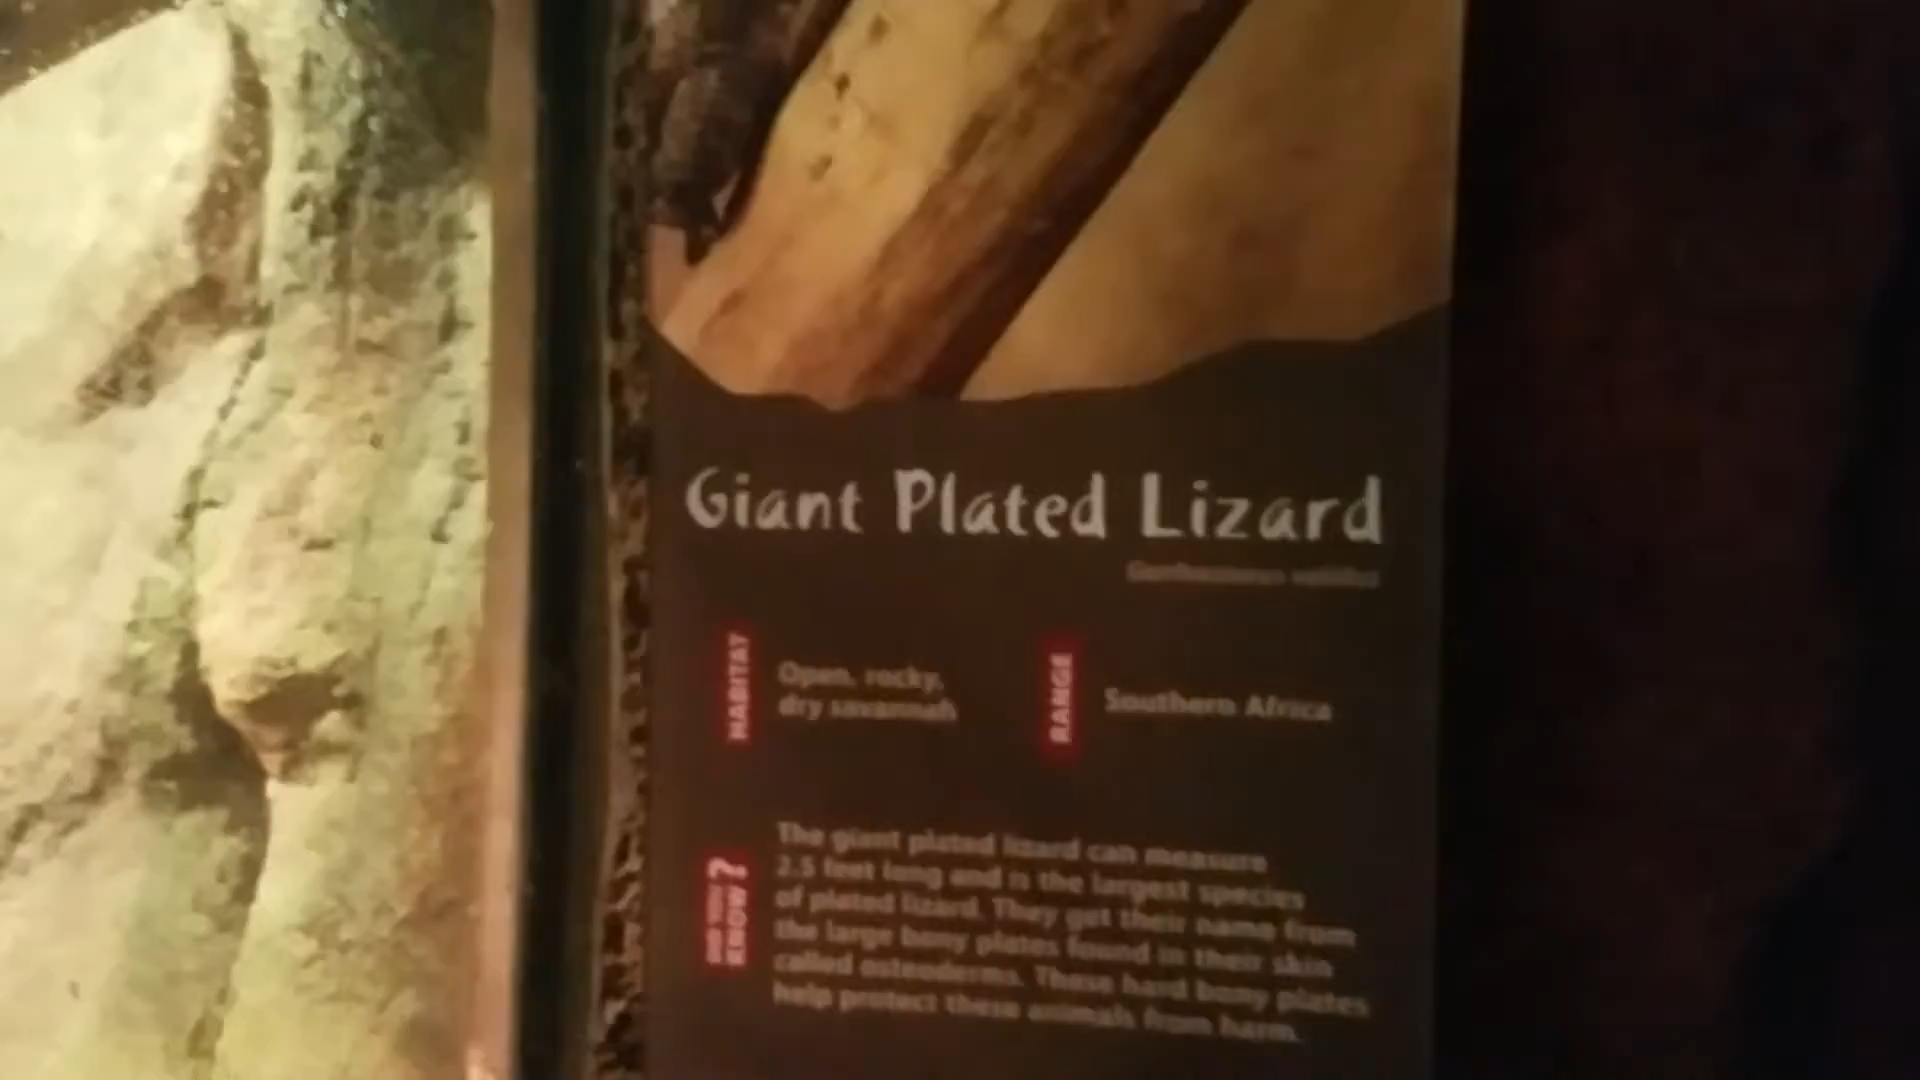 Giant Plated Lizard
HABITAT
Open, rocky,
dry savannah
RANGE
Southern Africa
DID YOU
KNOW?
The giant plated lizard can measure
2.5 feet long and is the largest species
of plated lizard. They get their name from
the large bony plates found in their skin
called osteoderms. These hard bony plates
help protect these animals from harm.